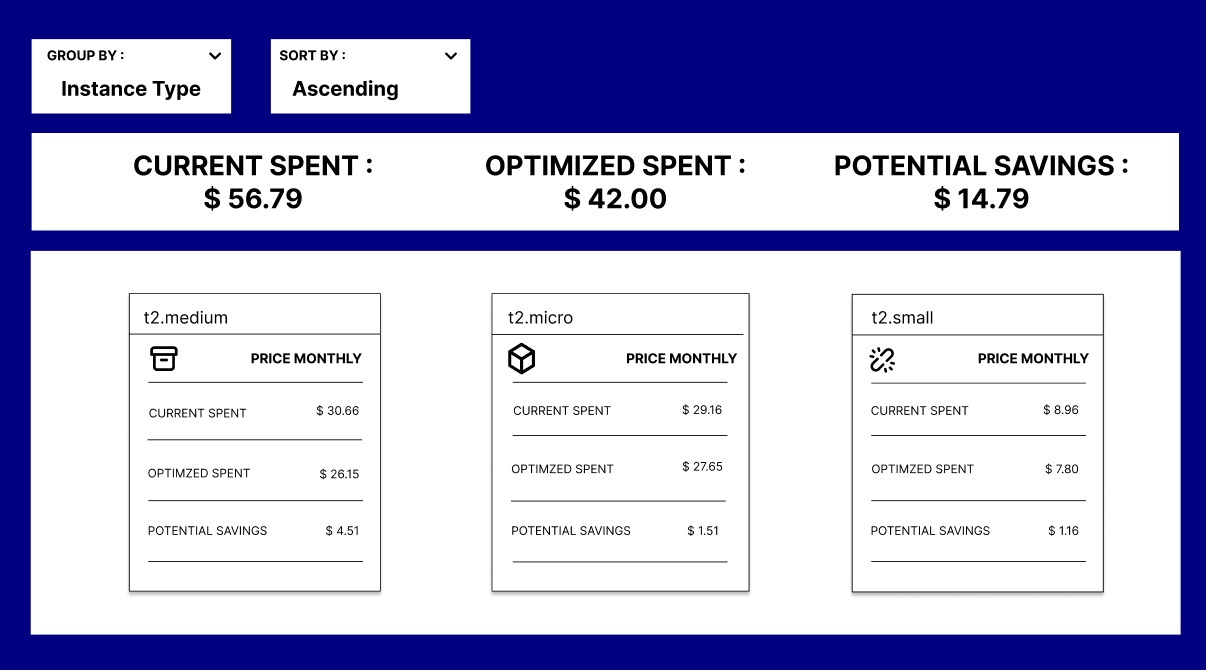 GROUP BY :
Instance Type
SORT BY :
Ascending
CURRENT SPENT :
$ 56.79
OPTIMIZED SPENT :
$ 42.00
POTENTIAL SAVINGS :
$ 14.79
t2.medium
PRICE MONTHLY
CURRENT SPENT $ 30.66
OPTIMZED SPENT $ 26.15
POTENTIAL SAVINGS $ 4.51
t2.micro
PRICE MONTHLY
CURRENT SPENT $ 29.16
OPTIMZED SPENT $ 27.65
POTENTIAL SAVINGS $ 1.51
t2.small
PRICE MONTHLY
CURRENT SPENT $ 8.96
OPTIMZED SPENT $ 7.80
POTENTIAL SAVINGS $ 1.16